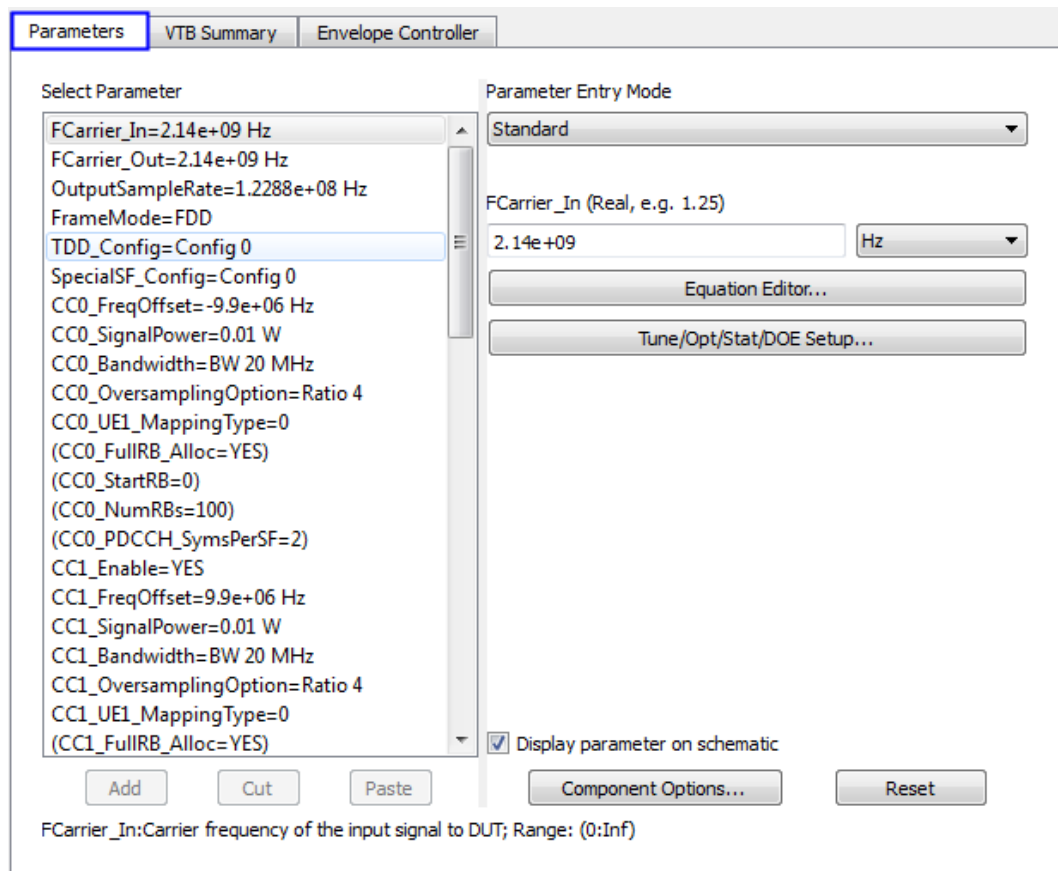 Parameters VTB Summary Envelope Controller
Select Parameter
FCarrier_In=2.14e+09 Hz
FCarrier_Out=2.14e+09 Hz
OutputSampleRate=1.2288e+08 Hz
FrameMode=FDD
TDD_Config=Config 0
SpecialSF_Config=Config 0
CC0_FreqOffset=-9.9e+06 Hz
CC0_SignalPower=0.01 W
CC0_Bandwidth=BW 20 MHz
CC0_OversamplingOption=Ratio 4
CC0_UE1_MappingType=0
(CC0_FullRB_Alloc=YES)
(CC0_StartRB=0)
(CC0_NumRBs=100)
(CC0_PDCCH_SymsPerSF=2)
CC1_Enable=YES
CC1_FreqOffset=9.9e+06 Hz
CC1_SignalPower=0.01 W
CC1_Bandwidth=BW 20 MHz
CC1_OversamplingOption=Ratio 4
CC1_UE1_MappingType=0
(CC1_FullRB_Alloc=YES)
Add Cut Paste
Parameter Entry Mode
Standard
FCarrier_In (Real, e.g. 1.25)
2.14e+09 Hz
Equation Editor...
Tune/Opt/Stat/DOE Setup...
Display parameter on schematic
Component Options... Reset
FCarrier_In:Carrier frequency of the input signal to DUT; Range: (0:Inf)